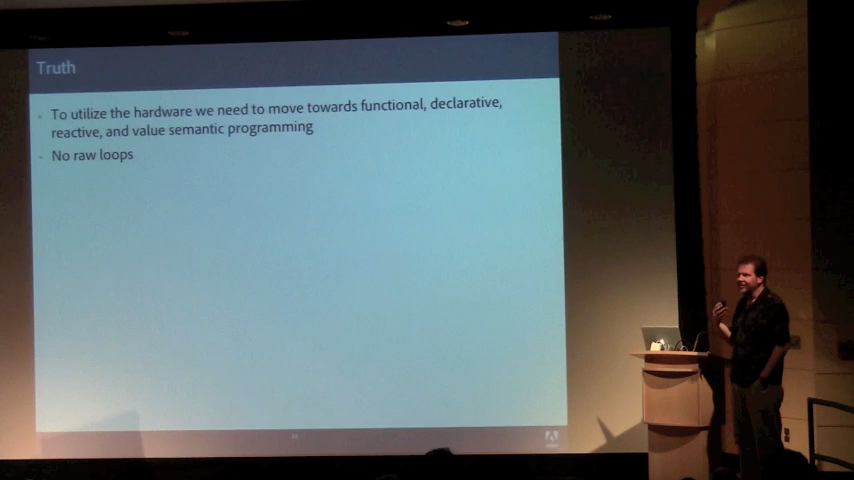 Truth
To utilize the hardware we need to move towards functional, declarative,
reactive, and value semantic programming
No raw loops